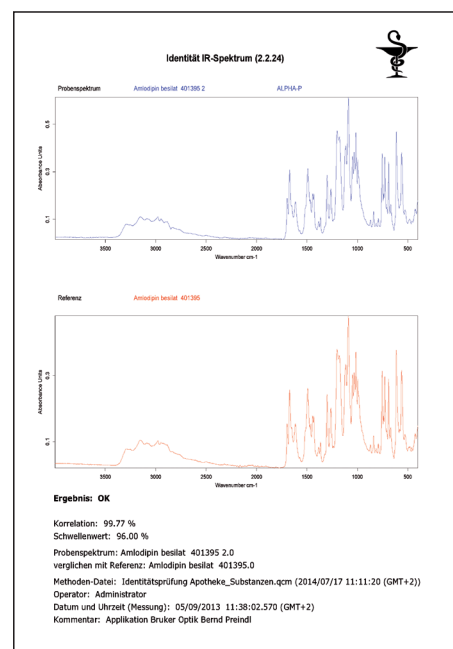 Identität IR-Spektrum (2.2.24)
Probenspektrum Amlodipin besilat 401395 2 ALPHA-P
Absorbance Units
0.1 0.3 0.5
3500 3000 2500 2000 1500 1000 500
Wavenumber cm-1
Referenz Amlodipin besilat 401395
Absorbance Units
0.1 0.3
3500 3000 2500 2000 1500 1000 500
Wavenumber cm-1
Ergebnis: OK
Korrelation: 99.77 %
Schwellenwert: 96.00 %
Probenspektrum: Amlodipin besilat 401395 2.0
verglichen mit Referenz: Amlodipin besilat 401395.0
Methoden-Datei: Identitätsprüfung Apotheke_Substanzen.qcm (2014/07/17 11:11:20 (GMT+2))
Operator: Administrator
Datum und Uhrzeit (Messung): 05/09/2013 11:38:02.570 (GMT+2)
Kommentar: Applikation Bruker Optik Bernd Preindl